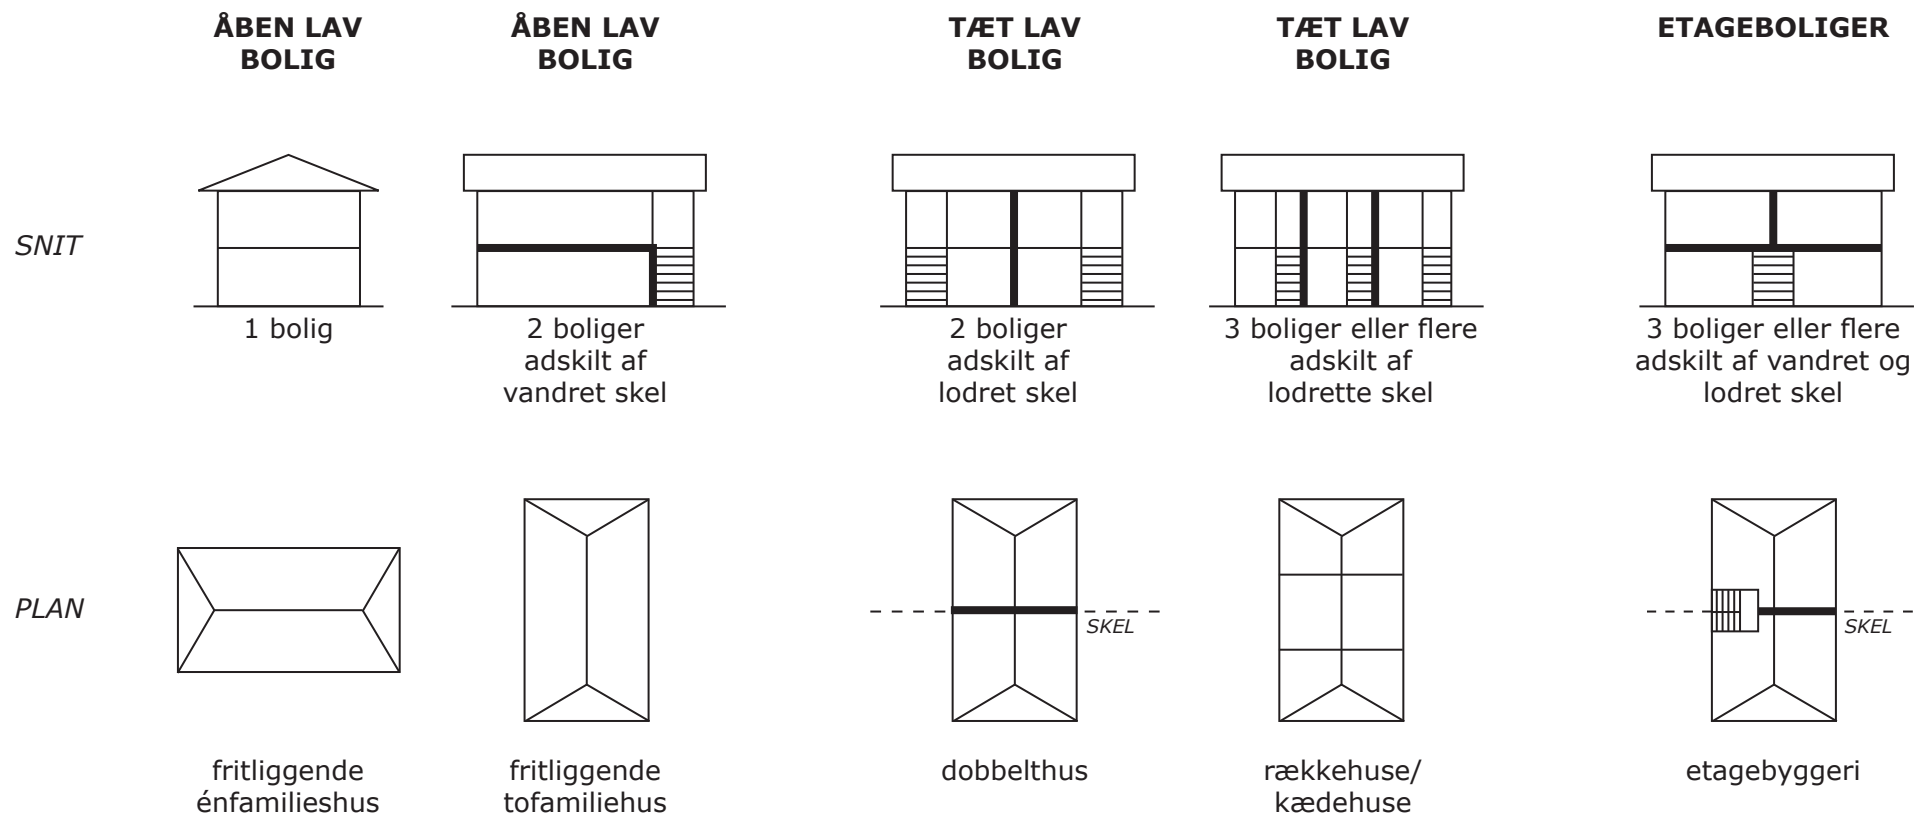 ÅBEN LAV
BOLIG
ÅBEN LAV
BOLIG
TÆT LAV
BOLIG
TÆT LAV
BOLIG
ETAGEBOLIGER
SNIT
1 bolig
2 boliger
adskilt af
vandret skel
2 boliger
adskilt af
lodret skel
3 boliger eller flere
adskilt af
lodrette skel
3 boliger eller flere
adskilt af vandret og
lodret skel
PLAN
SKEL
SKEL
fritliggende
énfamilieshus
fritliggende
tofamiliehus
dobbelthus
rækkehuse/
kædehuse
etagebyggeri